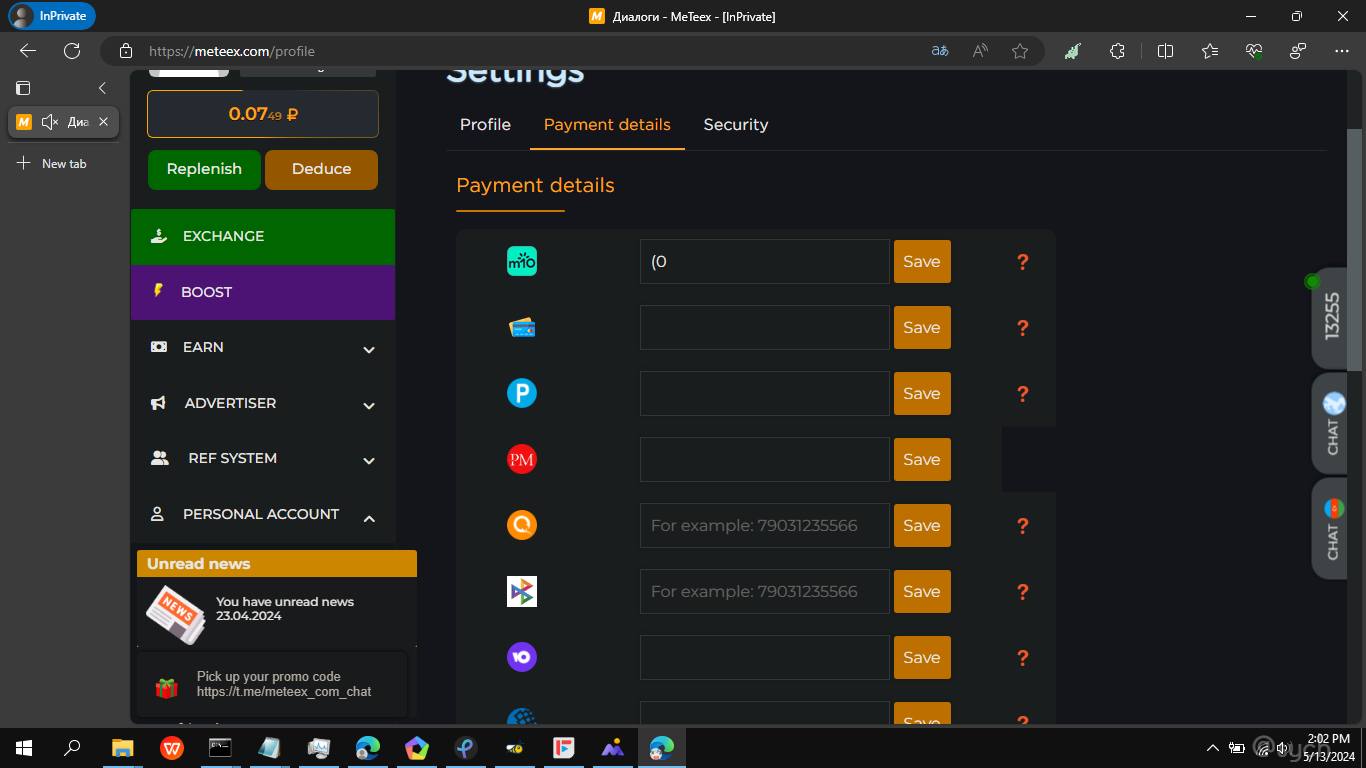 InPrivate
Диалоги - MeTeex - [InPrivate]
https://meteex.com/profile
Диа
New tab
0.0749 ₽
Replenish
Deduce
EXCHANGE
BOOST
EARN
ADVERTISER
REF SYSTEM
PERSONAL ACCOUNT
Unread news
NEWS
You have unread news
23.04.2024
Pick up your promo code
https://t.me/meteex_com_chat
Settings
Profile
Payment details
Security
Payment details
m10
(0
Save
?
Save
?
P
Save
?
PM
Save
For example: 79031235566
Save
?
For example: 79031235566
Save
?
Ю
Save
?
Save
?
13255
CHAT
CHAT
2:02 PM
5/13/2024